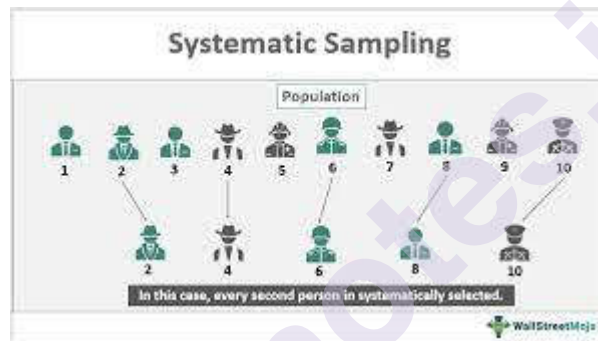 Systematic Sampling
Population
1 2 3 4 5 6 7 8 9 10
2 4 6 8 10
In this case, every second person in systematically selected.
WallStreetMojo